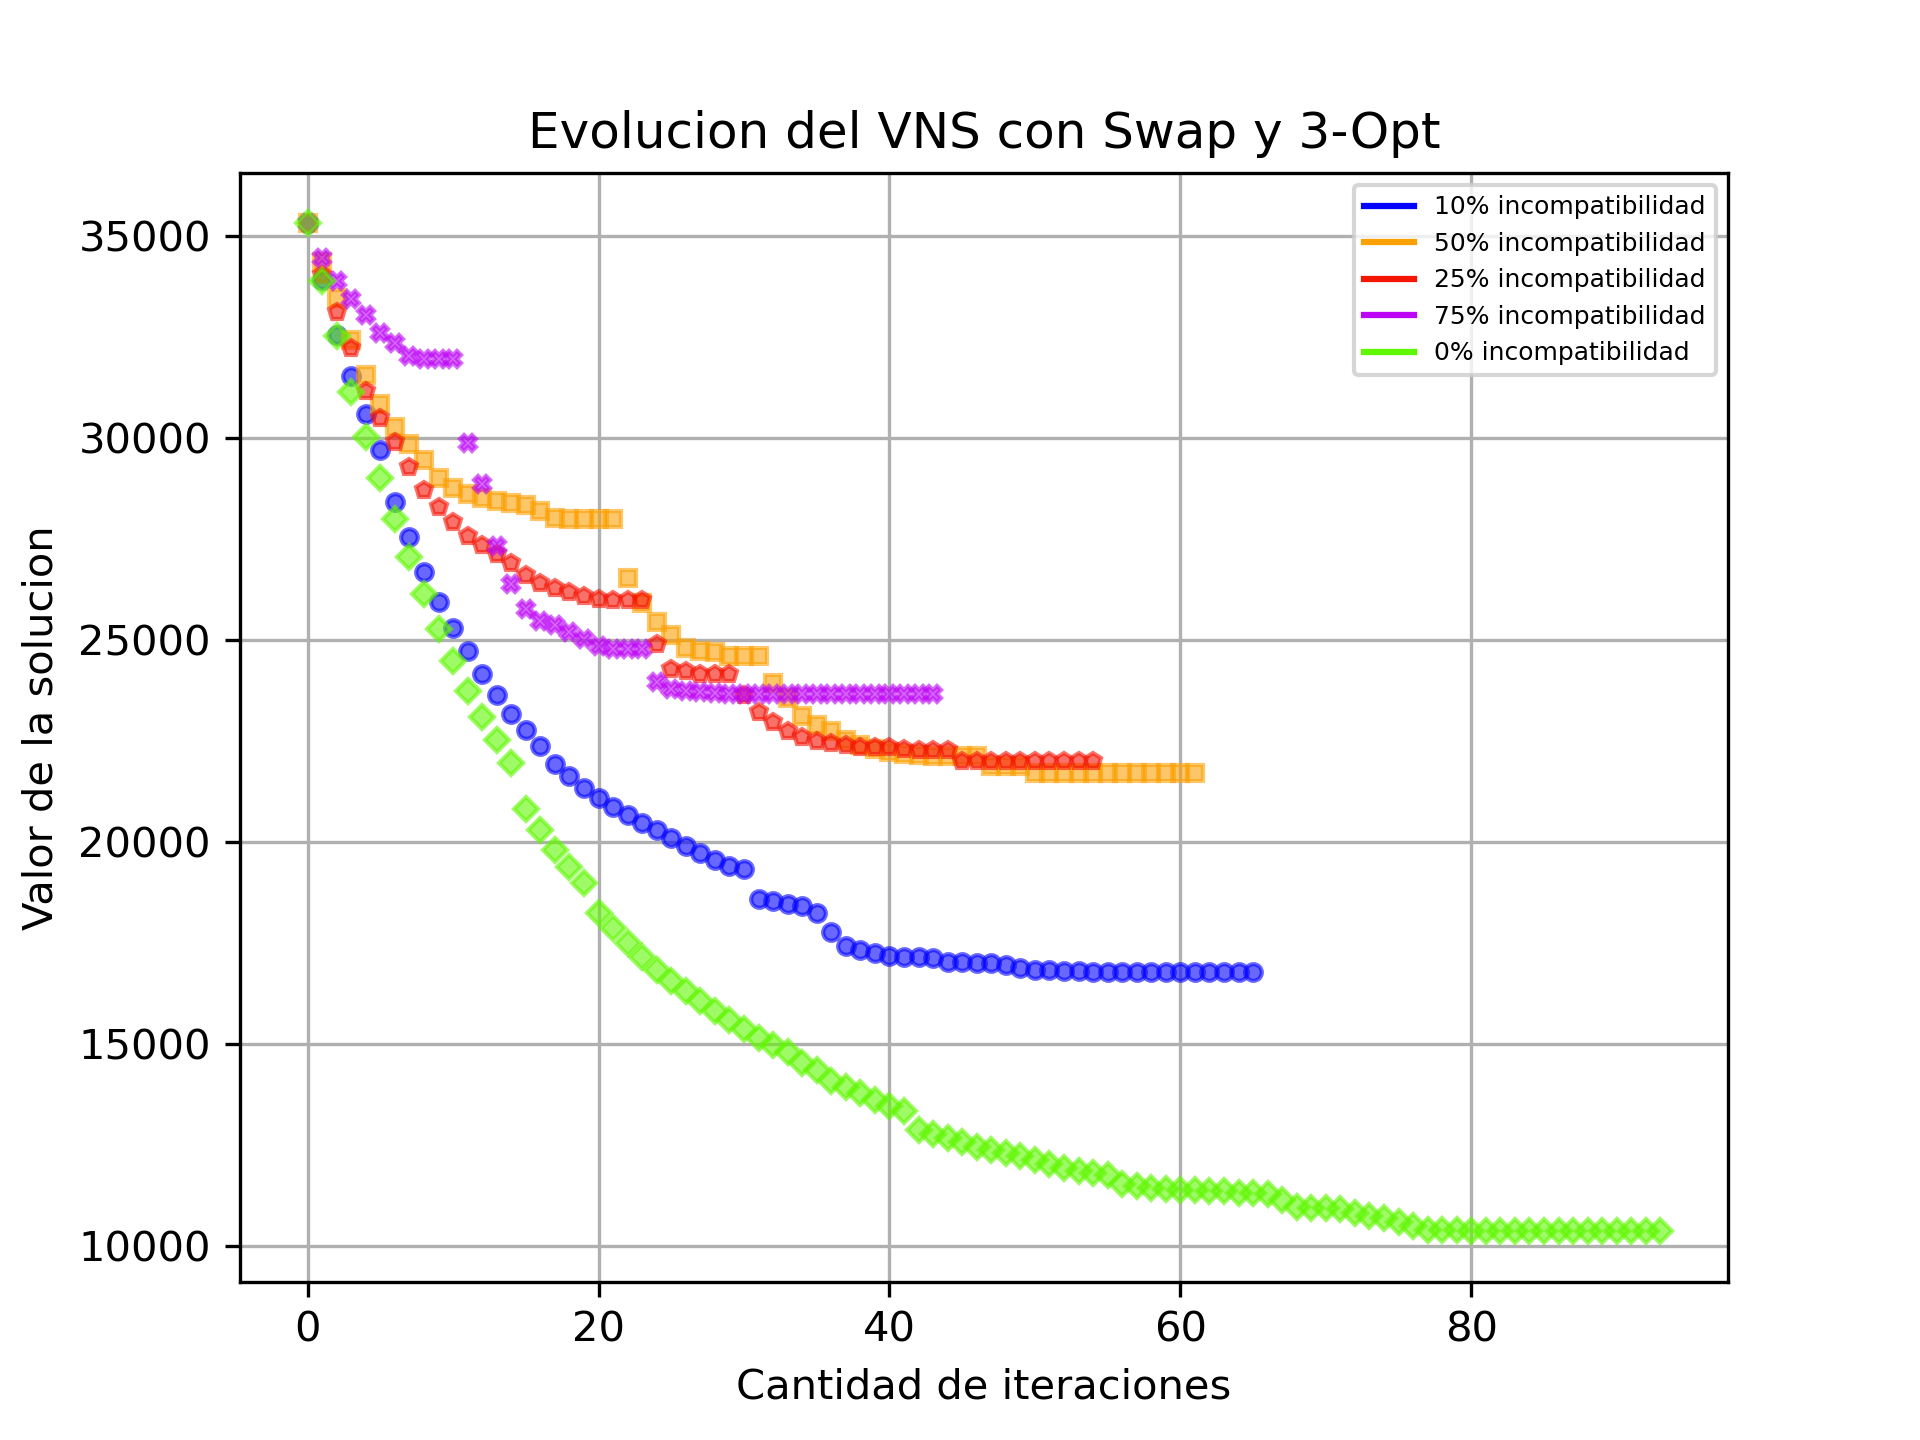 Evolucion del VNS con Swap y 3-Opt
10% incompatibilidad
50% incompatibilidad
25% incompatibilidad
75% incompatibilidad
0% incompatibilidad
Valor de la solucion
35000
30000
25000
20000
15000
10000
0 20 40 60 80
Cantidad de iteraciones